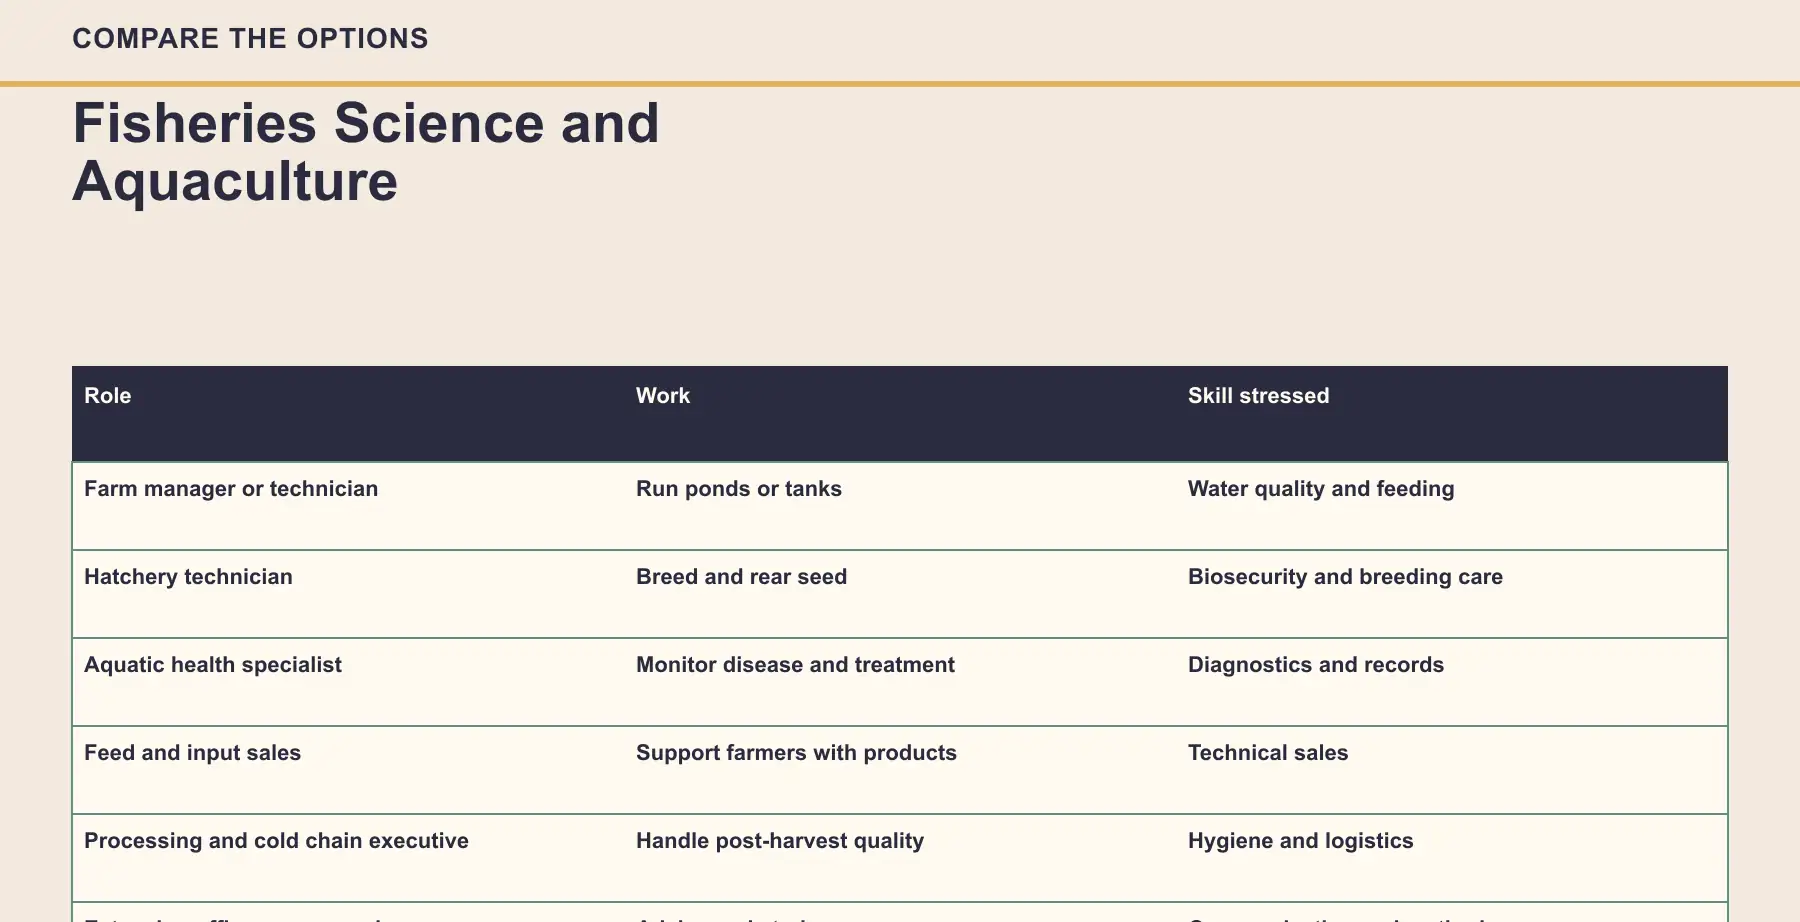 COMPARE THE OPTIONS
Fisheries Science and
Aquaculture
Role Work Skill stressed
Farm manager or technician Run ponds or tanks Water quality and feeding
Hatchery technician Breed and rear seed Biosecurity and breeding care
Aquatic health specialist Monitor disease and treatment Diagnostics and records
Feed and input sales Support farmers with products Technical sales
Processing and cold chain executive Handle post-harvest quality Hygiene and logistics